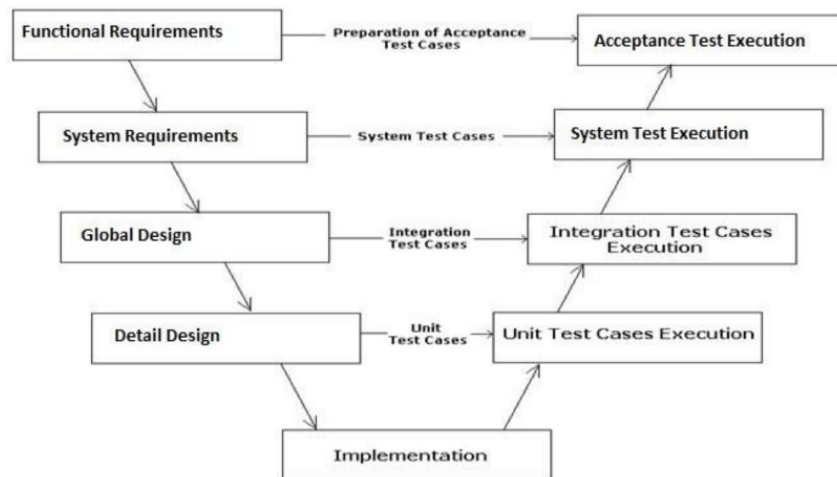 Functional Requirements
Preparation of Acceptance
Test Cases
Acceptance Test Execution
System Requirements
System Test Cases
System Test Execution
Global Design
Integration
Test Cases
Integration Test Cases
Execution
Detail Design
Unit
Test Cases
Unit Test Cases Execution
Implementation